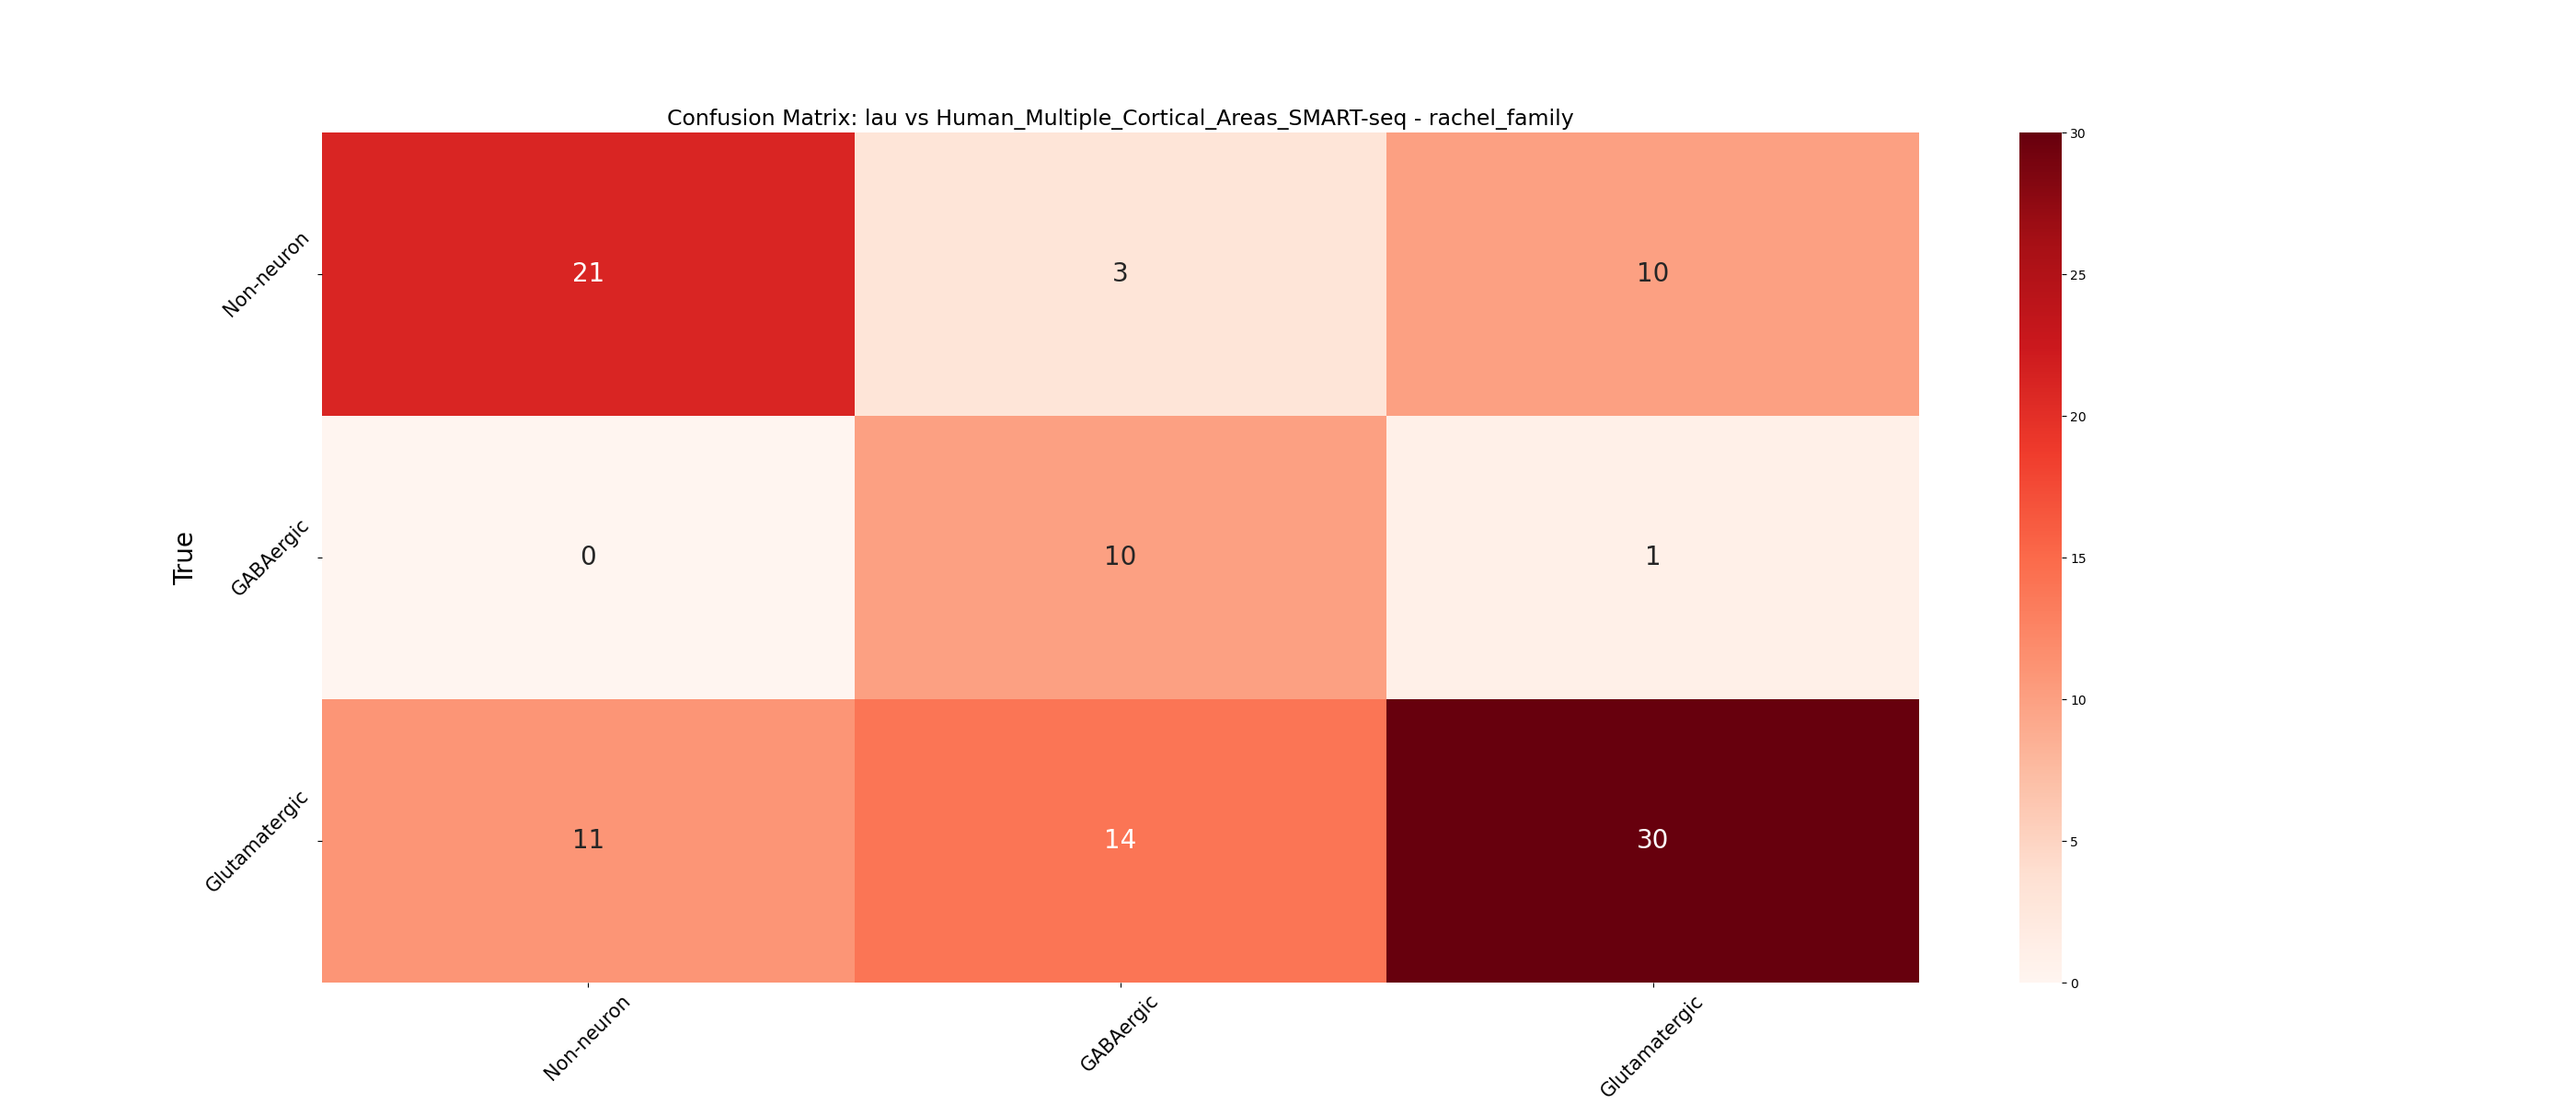 Confusion Matrix: lau vs Human_Multiple_Cortical_Areas_SMART-seq - rachel_family
True
Non-neuron
21
3
10
GABAergic
0
10
1
Glutamatergic
11
14
30
Non-neuron
GABAergic
Glutamatergic
30
25
20
15
10
5
0